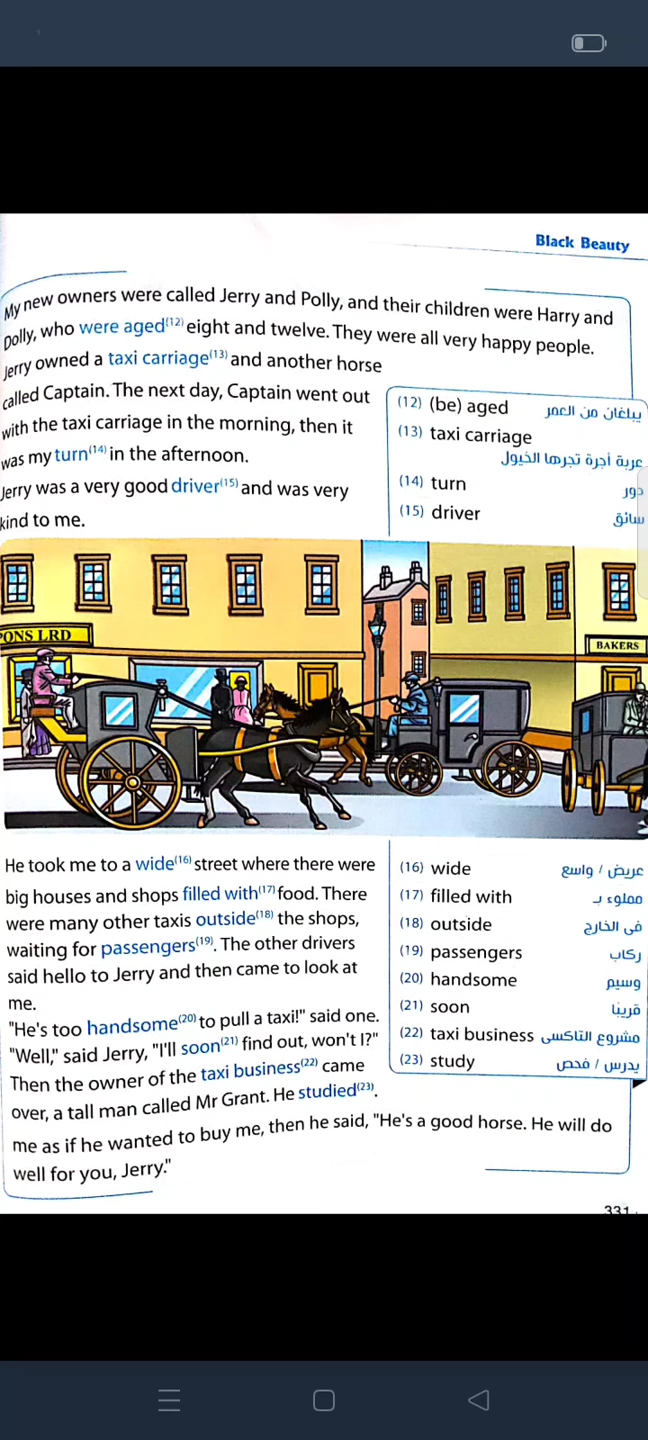 Black Beauty
My new owners were called Jerry and Polly, and their children were Harry and
Dolly, who were aged(12) eight and twelve. They were all very happy people.
Jerry owned a taxi carriage(13) and another horse
called Captain. The next day, Captain went out
with the taxi carriage in the morning, then it
was my turn(14) in the afternoon.
Jerry was a very good driver(15) and was very
kind to me.
(12) (be) aged يبلغان من العمر
(13) taxi carriage
عربة أجرة تجرها الخيول
(14) turn دور
(15) driver سائق
PONS LRD
BAKERS
He took me to a wide(16) street where there were
big houses and shops filled with(17) food. There
were many other taxis outside(18) the shops,
waiting for passengers(19). The other drivers
said hello to Jerry and then came to look at
me.
"He's too handsome(20) to pull a taxi!" said one.
"Well," said Jerry, "I'll soon(21) find out, won't I?"
Then the owner of the taxi business(22) came
over, a tall man called Mr Grant. He studied(23).
me as if he wanted to buy me, then he said, "He's a good horse. He will do
well for you, Jerry."
(16) wide عريض / واسع
(17) filled with مملوء بـ
(18) outside فى الخارج
(19) passengers ركاب
(20) handsome وسيم
(21) soon قريبًا
(22) taxi business مشروع التاكسى
(23) study يدرس / فحص
331